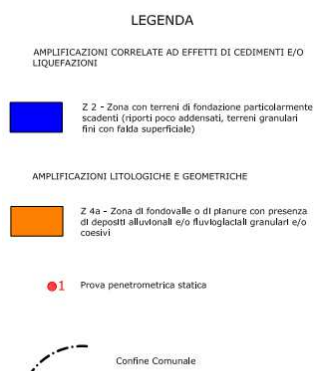 LEGENDA
AMPLIFICAZIONI CORRELATE AD EFFETTI DI CEDIMENTI E/O
LIQUEFAZIONI
Z 2 - Zona con terreni di fondazione particolarmente
scadenti (riporti poco addensati, terreni granulari
fini con falda superficiale)
AMPLIFICAZIONI LITOLOGICHE E GEOMETRICHE
Z 4a - Zona di fondovalle o di planure con presenza
di depositi alluvionali e/o fluvioglaciali granulari e/o
coesivi
1 Prova penetrometrica statica
Confine Comunale